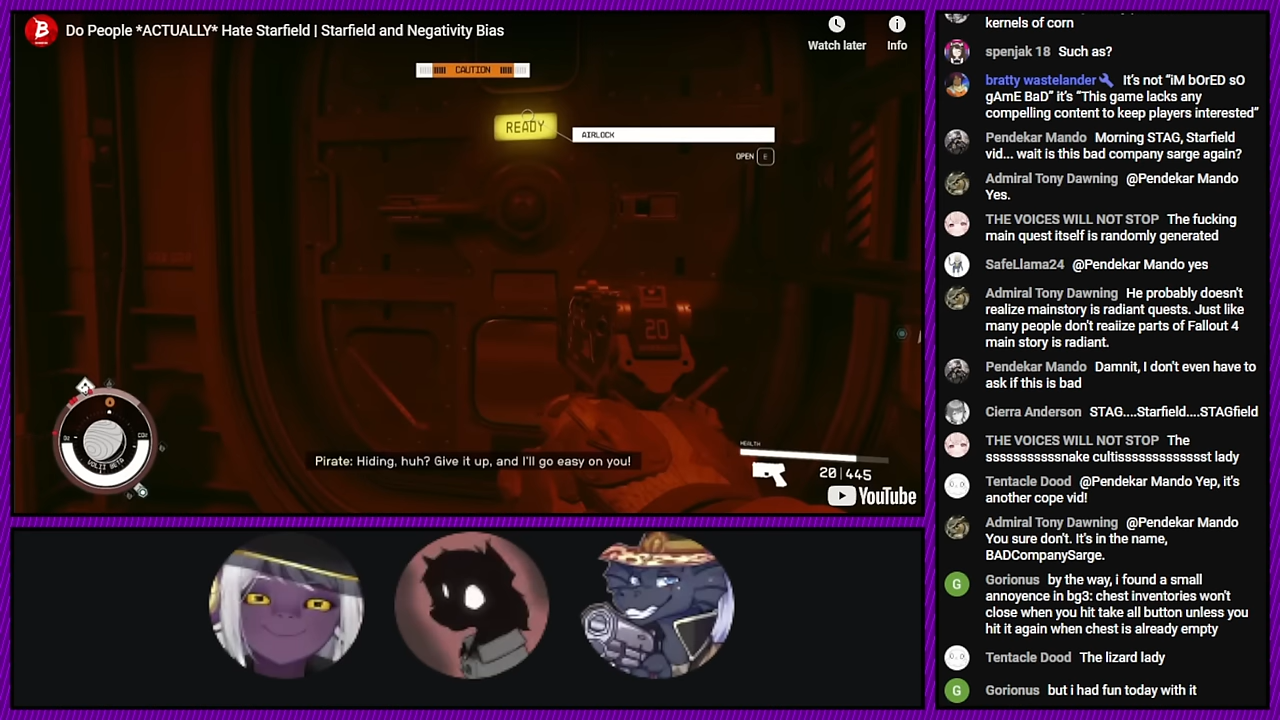 Do People *ACTUALLY* Hate Starfield | Starfield and Negativity Bias
Watch later
Info
CAUTION
READY
AIRLOCK
OPEN E
Pirate: Hiding, huh? Give it up, and I'll go easy on you!
HEALTH
20 | 445
20
VOLII BETA
YouTube
kernels of corn
spenjak 18 Such as?
bratty wastelander It's not “iM bOrED sO
gAmE BaD” it's “This game lacks any
compelling content to keep players interested”
Pendekar Mando Morning STAG, Starfield
vid... wait is this bad company sarge again?
Admiral Tony Dawning @Pendekar Mando
Yes.
THE VOICES WILL NOT STOP The fucking
main quest itself is randomly generated
SafeLlama24 @Pendekar Mando yes
Admiral Tony Dawning He probably doesn't
realize mainstory is radiant quests. Just like
many people don't reaiize parts of Fallout 4
main story is radiant.
Pendekar Mando Damnit, I don't even have to
ask if this is bad
Cierra Anderson STAG....Starfield....STAGfield
THE VOICES WILL NOT STOP The
ssssssssssssnake cultisssssssssssst lady
Tentacle Dood @Pendekar Mando Yep, it's
another cope vid!
Admiral Tony Dawning @Pendekar Mando
You sure don't. It's in the name,
BADCompanySarge.
G
Gorionus by the way, i found a small
annoyence in bg3: chest inventories won't
close when you hit take all button unless you
hit it again when chest is already empty
Tentacle Dood The lizard lady
G
Gorionus but i had fun today with it